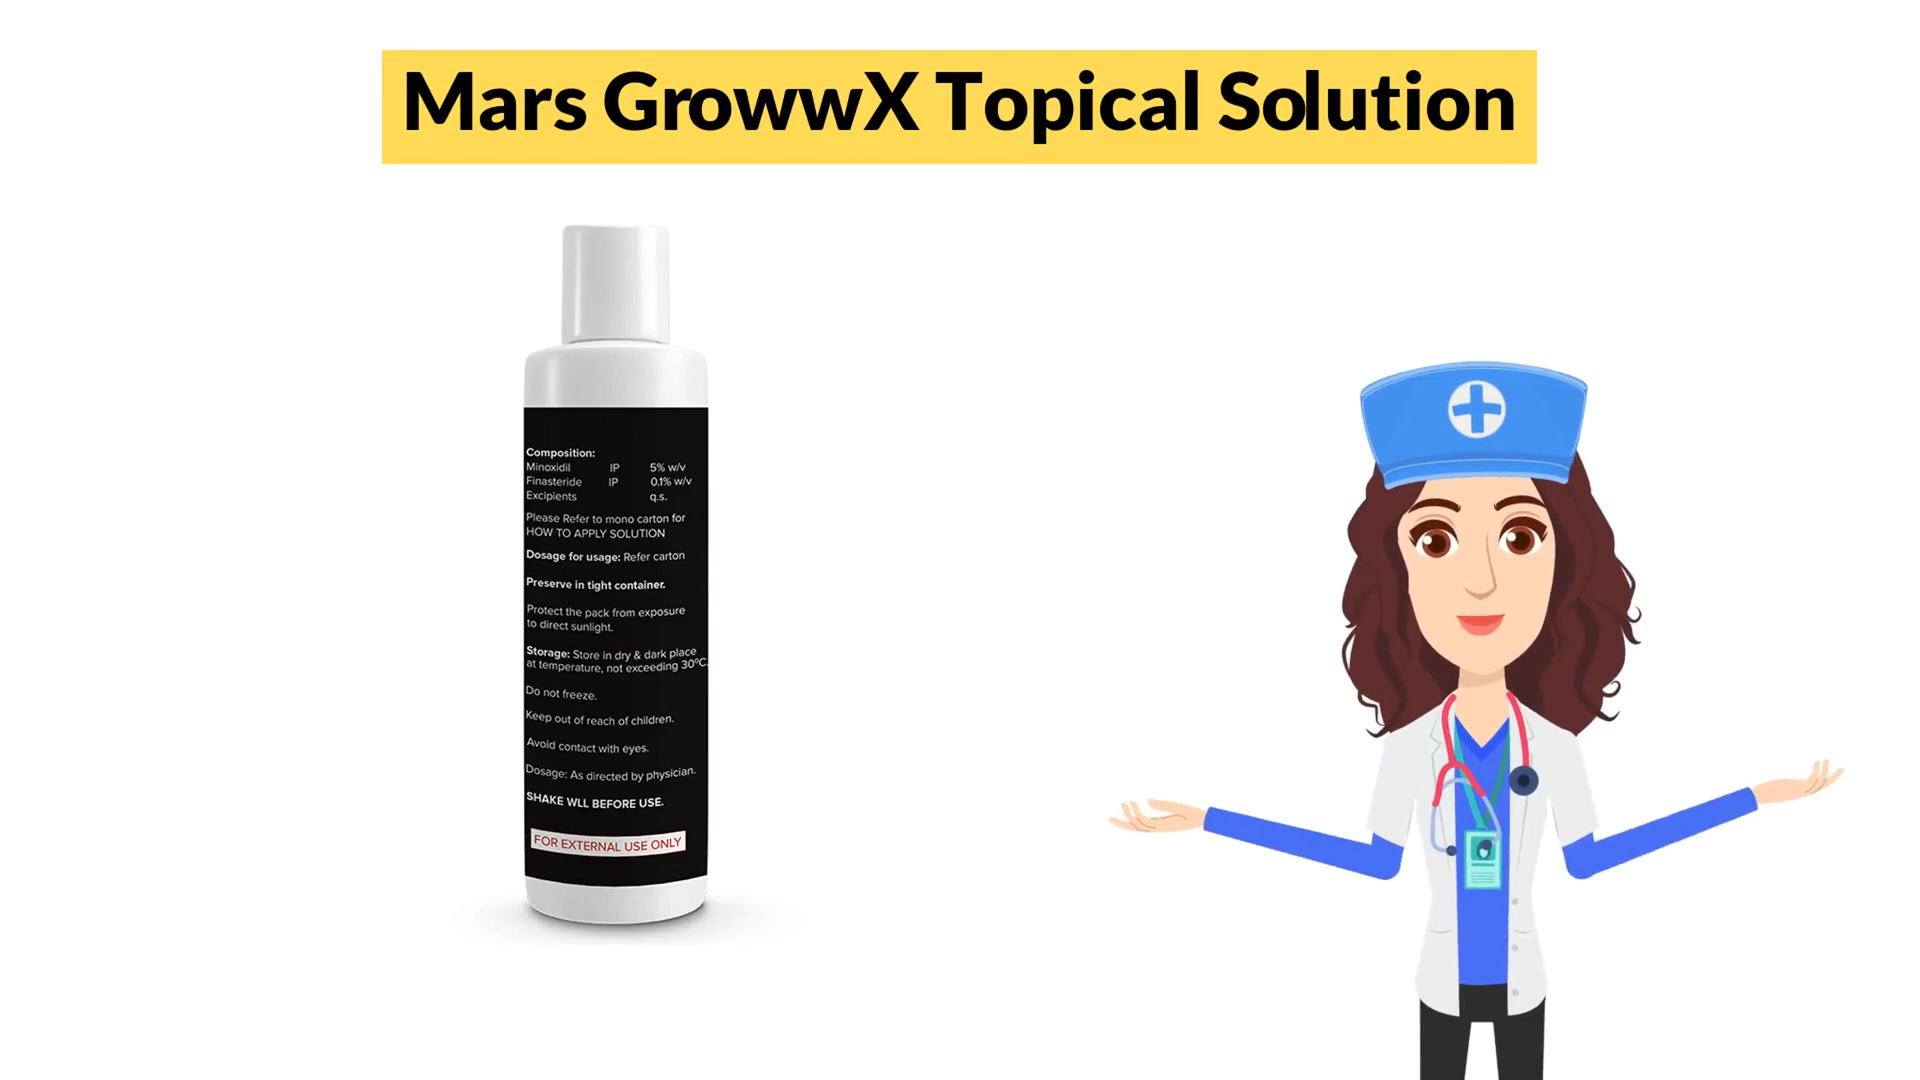 Mars GrowwX Topical Solution
Composition:
Minoxidil IP 5% w/v
Finasteride IP 0.1% w/v
Excipients q.s.
Please Refer to mono carton for
HOW TO APPLY SOLUTION
Dosage for usage: Refer carton
Preserve in tight container.
Protect the pack from exposure
to direct sunlight.
Storage: Store in dry & dark place
at temperature, not exceeding 30ºC.
Do not freeze.
Keep out of reach of children.
Avoid contact with eyes.
Dosage: As directed by physician.
SHAKE WLL BEFORE USE.
FOR EXTERNAL USE ONLY